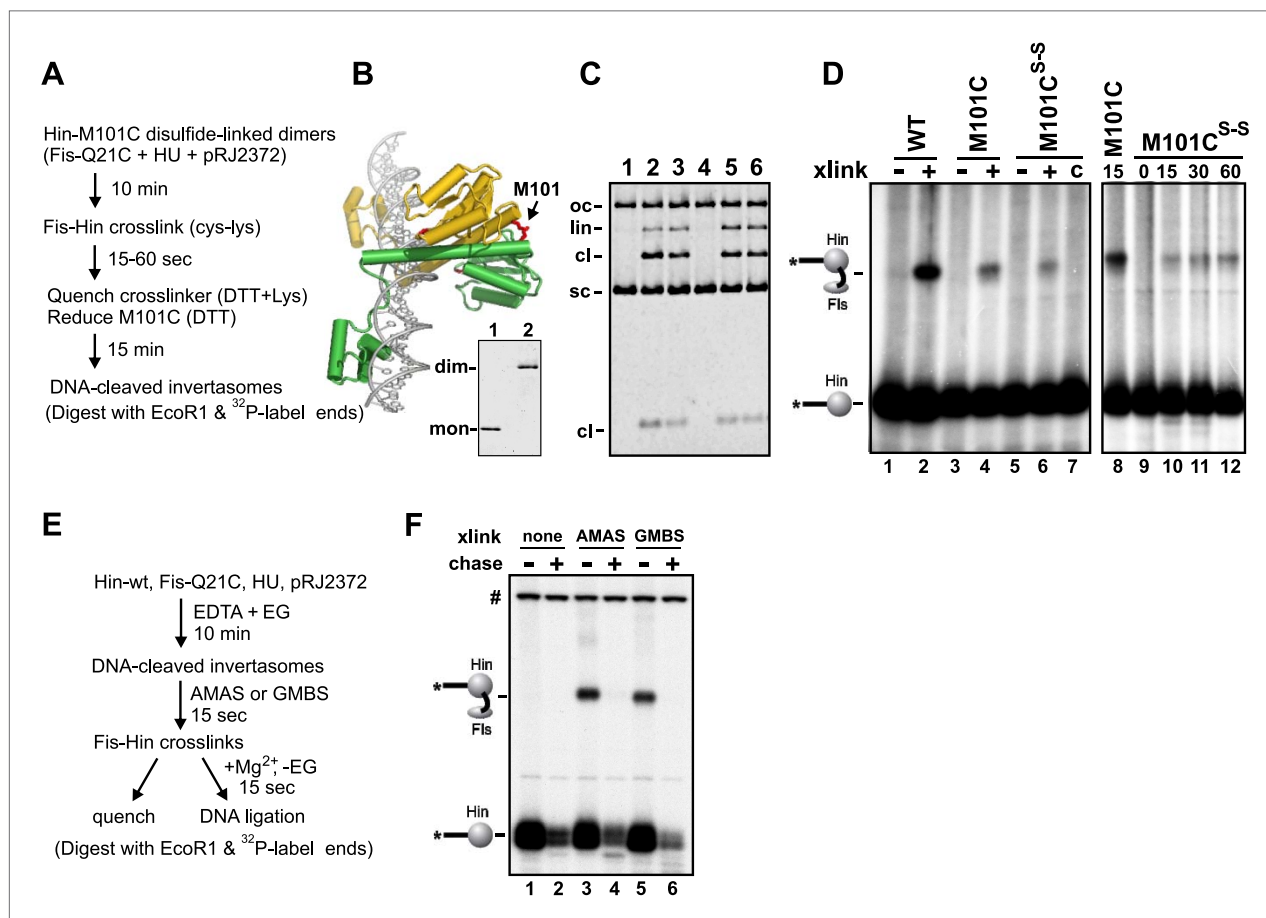 A
Hin-M101C disulfide-linked dimers
(Fis-Q21C + HU + pRJ2372)
10 min
Fis-Hin crosslink (cys-lys)
15-60 sec
Quench crosslinker (DTT+Lys)
Reduce M101C (DTT)
15 min
DNA-cleaved invertasomes
(Digest with EcoR1 & ³²P-label ends)
B
M101
1 2
dim
mon
C
1 2 3 4 5 6
oc
lin
cl
sc
cl
D
WT M101C M101C^S-S M101C M101C^S-S
xlink - + - + - + C 15 0 15 30 60
Hin
*
Fis
Hin
*
1 2 3 4 5 6 7 8 9 10 11 12
E
Hin-wt, Fis-Q21C, HU, pRJ2372
EDTA + EG
10 min
DNA-cleaved invertasomes
AMAS or GMBS
15 sec
Fis-Hin crosslinks
+Mg²⁺, -EG
15 sec
quench DNA ligation
(Digest with EcoR1 & ³²P-label ends)
F
xlink none AMAS GMBS
chase - + - + - +
#
Hin
*
Fis
Hin
*
1 2 3 4 5 6